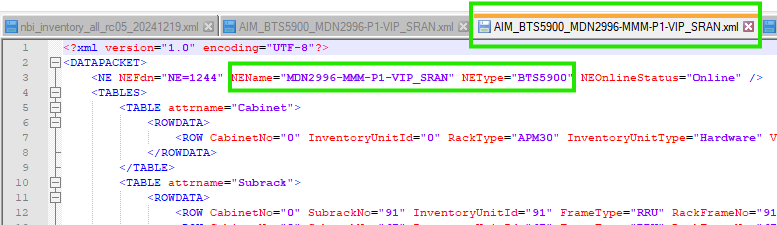 nbi_inventory_all_rc05_20241219.xml AIM_BTS5900_MDN2996-P1-VIP_SRAN.xml AIM_BTS5900_MDN2996-MMM-P1-VIP_SRAN.xml
1 <?xml version="1.0" encoding="UTF-8"?>
2 <DATAPACKET>
3 <NE NEFdn="NE=1244" NEName="MDN2996-MMM-P1-VIP_SRAN" NEType="BTS5900" NEOnlineStatus="Online" />
4 <TABLES>
5 <TABLE attrname="Cabinet">
6 <ROWDATA>
7 <ROW CabinetNo="0" InventoryUnitId="0" RackType="APM30" InventoryUnitType="Hardware" V
8 </ROWDATA>
9 </TABLE>
10 <TABLE attrname="Subrack">
11 <ROWDATA>
12 <ROW CabinetNo="0" SubrackNo="91" InventoryUnitId="91" FrameType="RRU" RackFrameNo="91